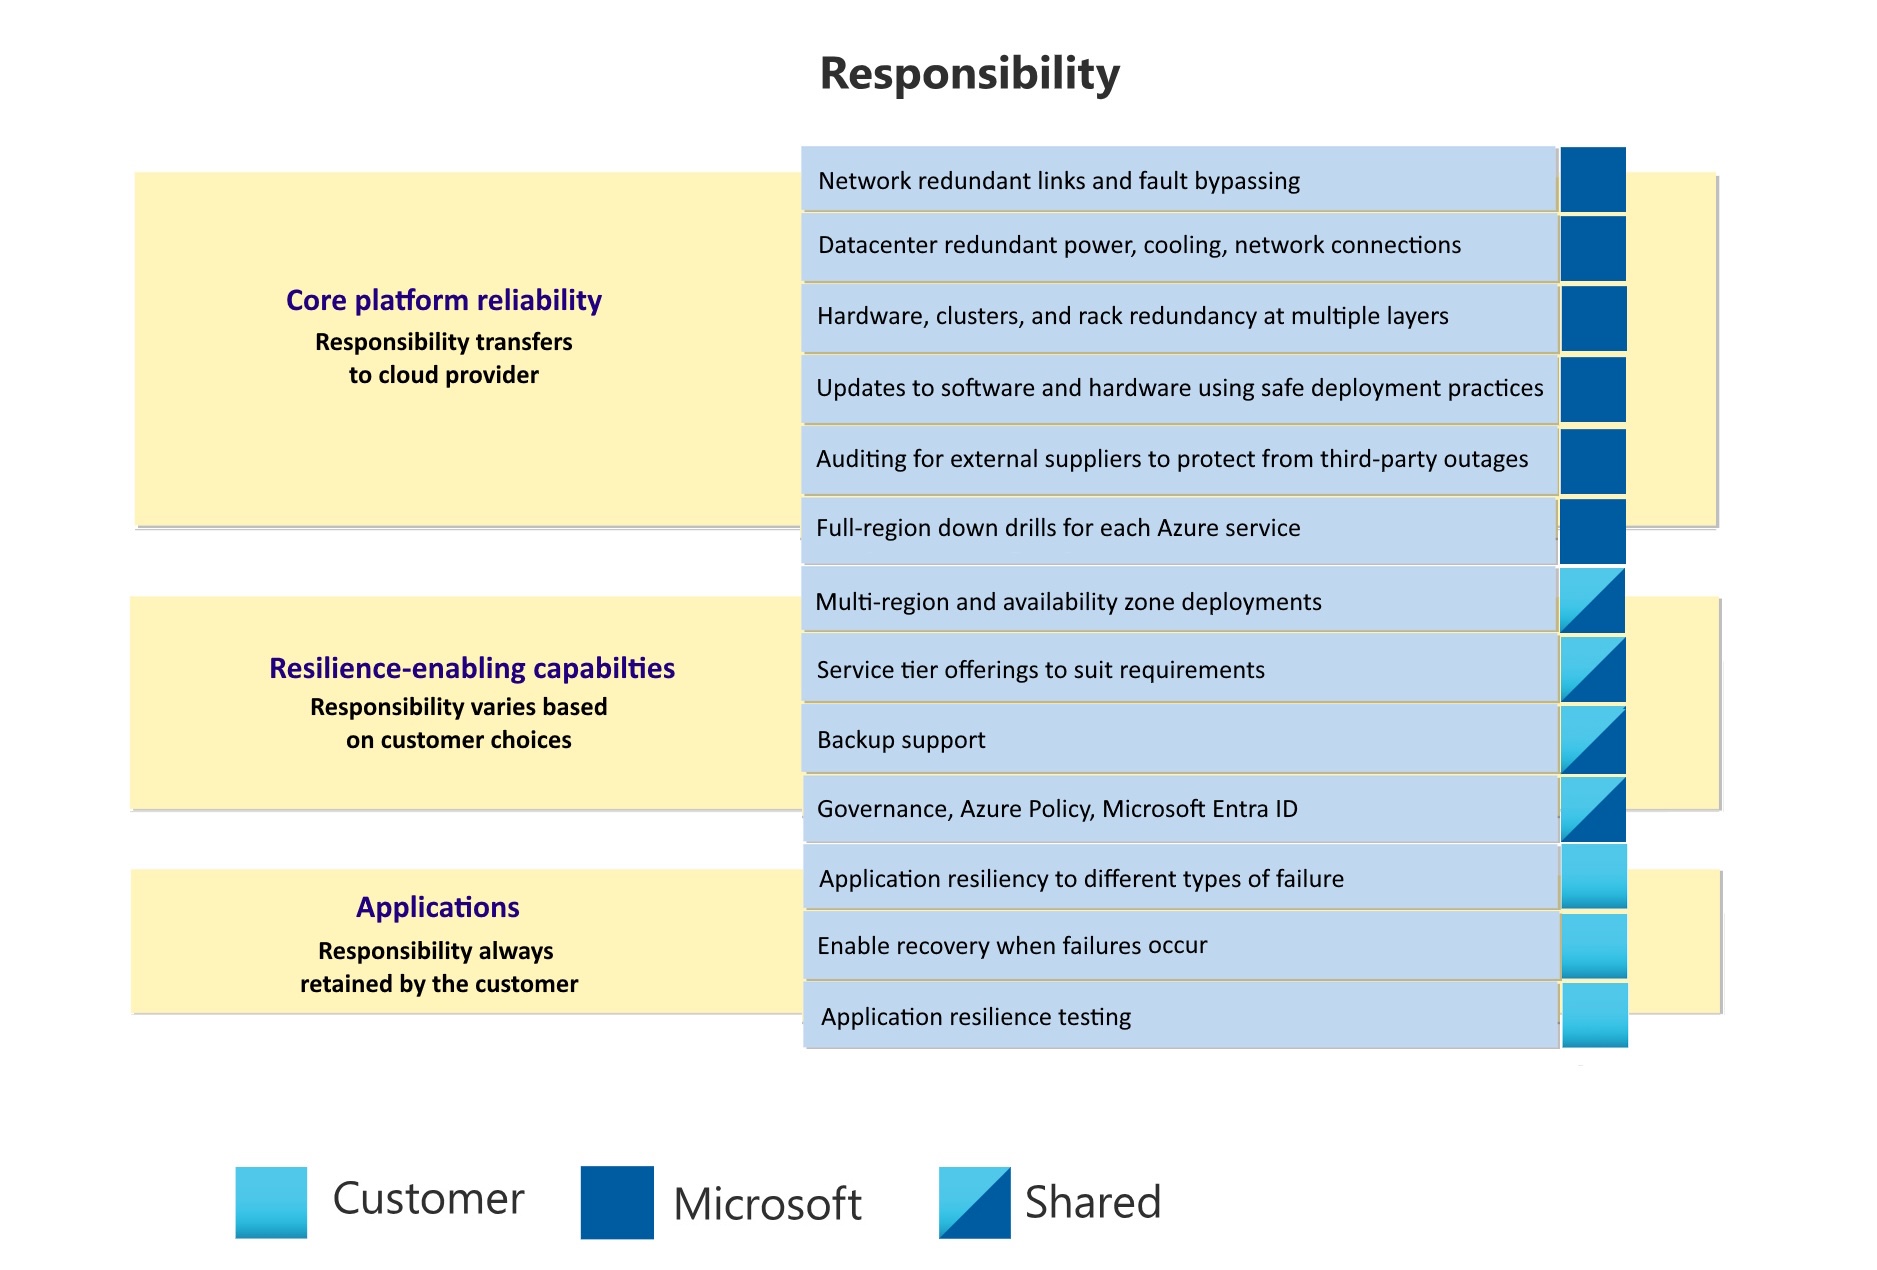 Responsibility
Core platform reliability
Responsibility transfers
to cloud provider
Network redundant links and fault bypassing
Datacenter redundant power, cooling, network connections
Hardware, clusters, and rack redundancy at multiple layers
Updates to software and hardware using safe deployment practices
Auditing for external suppliers to protect from third-party outages
Full-region down drills for each Azure service
Resilience-enabling capabilties
Responsibility varies based
on customer choices
Multi-region and availability zone deployments
Service tier offerings to suit requirements
Backup support
Governance, Azure Policy, Microsoft Entra ID
Applications
Responsibility always
retained by the customer
Application resiliency to different types of failure
Enable recovery when failures occur
Application resilience testing
Customer
Microsoft
Shared